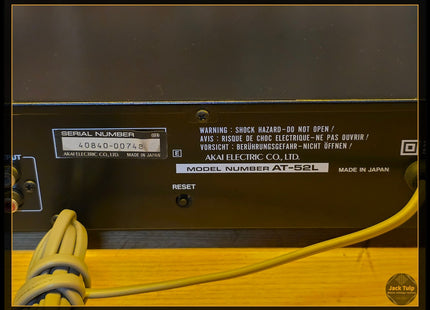 SERIAL NUMBER
40840-00748
AKAI ELECTRIC CO., LTD. MADE IN JAPAN
E
WARNING : SHOCK HAZARD-DO NOT OPEN!
AVIS : RISQUE DE CHOC ELECTRIQUE-NE PAS OUVRIR!
VORSICHT : BERÜHRUNGSGEFAHR-NICHT ÖFFNEN!
AKAI ELECTRIC CO., LTD.
MODEL NUMBER AT-52L MADE IN JAPAN
RESET
Jack Tulp